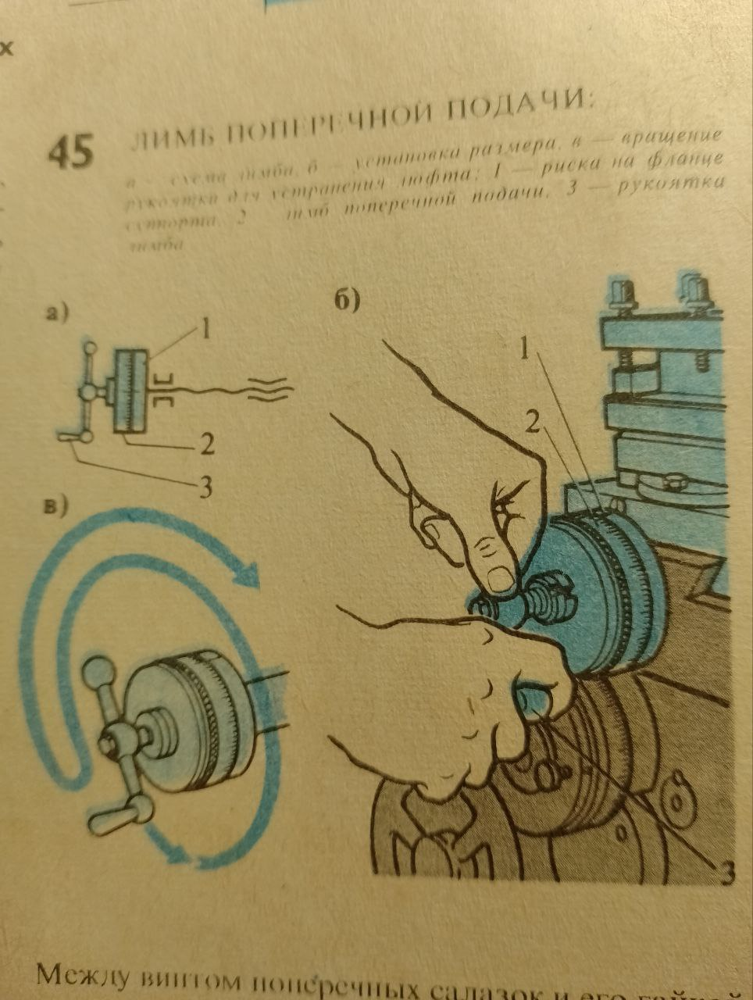 х
45
ЛИМБ ПОПЕРЕЧНОЙ ПОДАЧИ:
а — схема лимба, б — установка размера, в — вращение
рукоятки для устранения люфта; 1 — риска на фланце
суппорта, 2 — лимб поперечной подачи, 3 — рукоятка
лимба
а)
1
2
3
б)
1
2
3
в)
Между винтом поперечных салазок и его гайкой